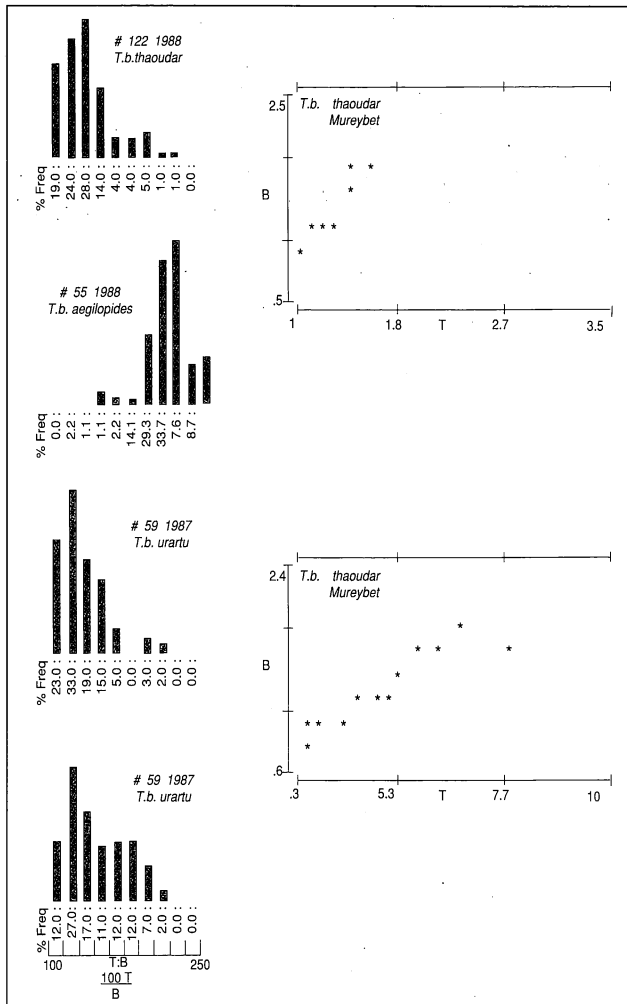 # 122 1988
T.b.thaoudar
% Freq
19.0 :
24.0 :
28.0 :
14.0 :
4.0 :
4.0 :
5.0 :
1.0 :
1.0 :
0.0 :
# 55 1988
T.b. aegilopides
% Freq
0.0 :
2.2 :
1.1 :
1.1 :
2.2 :
14.1 :
29.3 :
33.7 :
7.6 :
8.7 :
# 59 1987
T.b. urartu
% Freq
23.0 :
33.0 :
19.0 :
15.0 :
5.0 :
0.0 :
3.0 :
2.0 :
0.0 :
0.0 :
# 59 1987
T.b. urartu
% Freq
12.0 :
27.0 :
17.0 :
11.0 :
12.0 :
12.0 :
7.0 :
2.0 :
0.0 :
0.0 :
100 T:B 250
100 T
B
2.5
T.b. thaoudar
Mureybet
B
.5
1 1.8 T 2.7 3.5
2.4
T.b. thaoudar
Mureybet
B
.6
.3 5.3 T 7.7 10